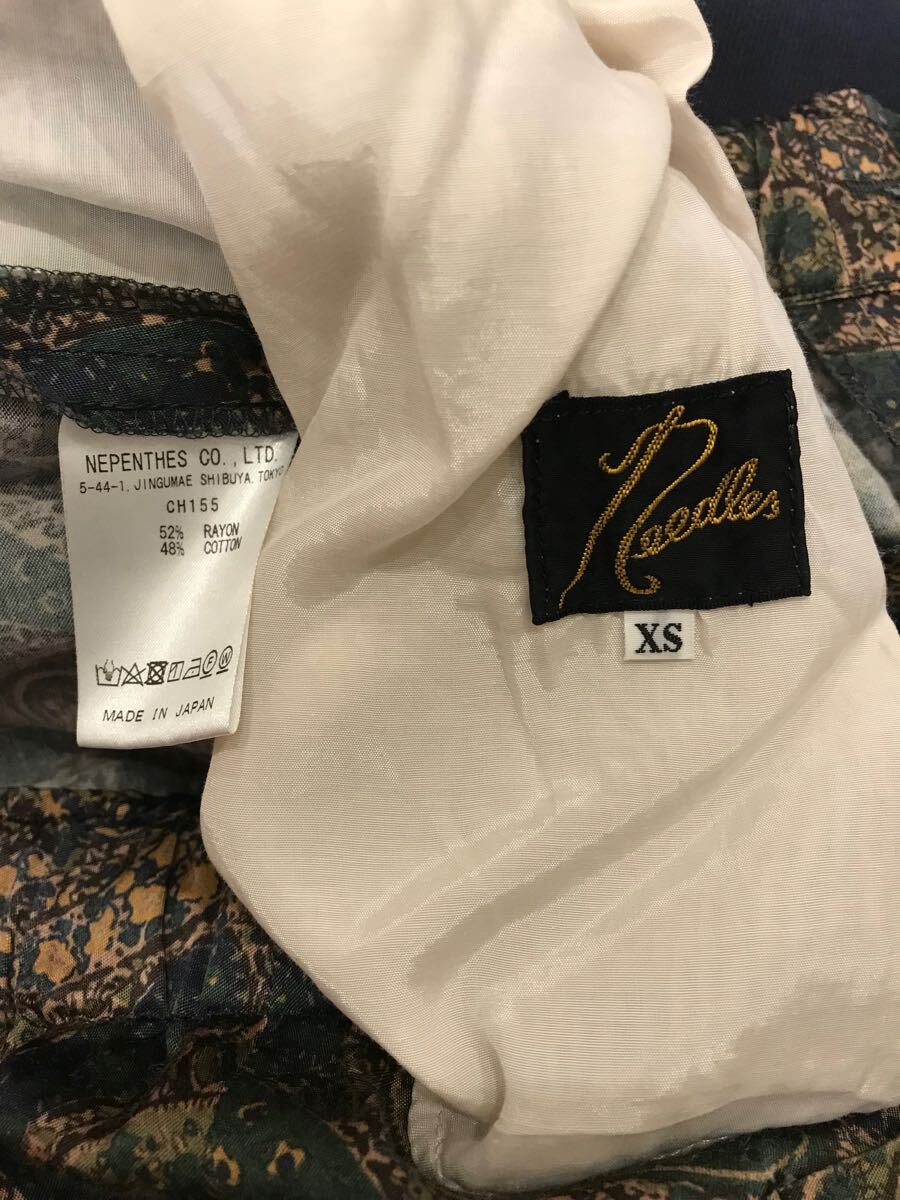 NEPENTHES CO., LTD.
5-44-1, JINGUMAE SHIBUYA, TOKYO
CH155
52% RAYON
48% COTTON
MADE IN JAPAN
Needles
XS